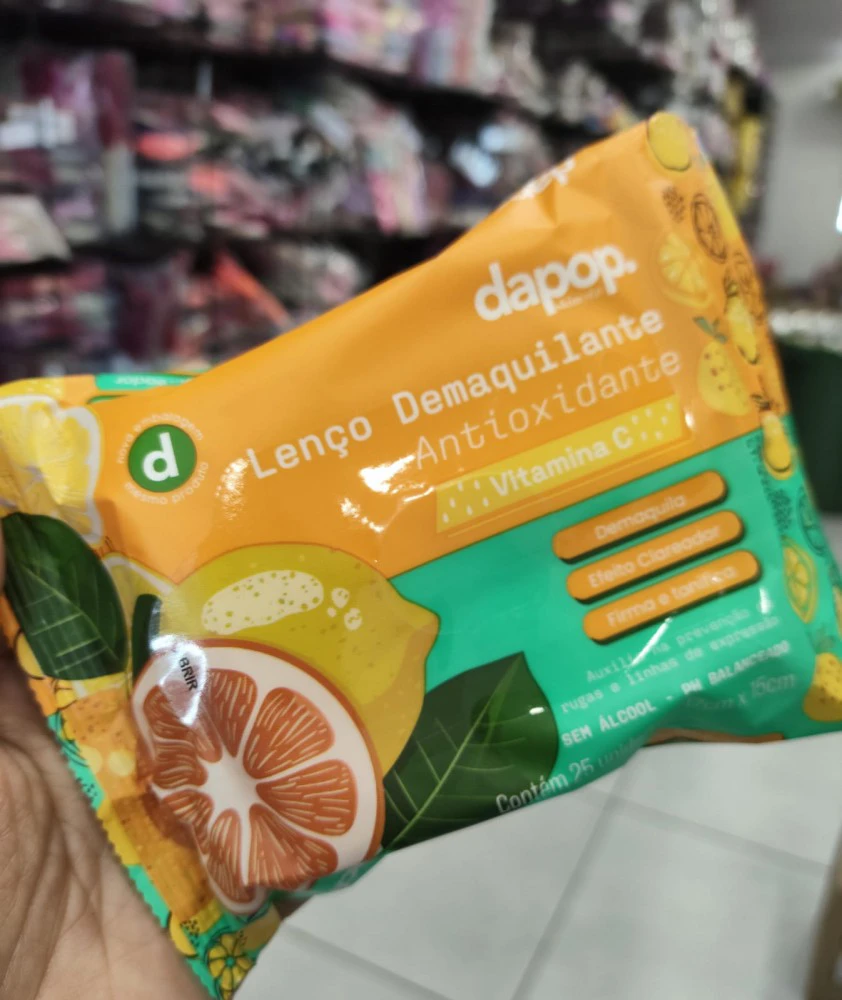 dapop.
Lenço Demaquilante
Antioxidante
Vitamina C
nova embalagem
d
mesmo produto
Demaquila
Efeito Clareador
Firma e tonifica
Auxilia na prevenção
rugas e linhas de expressão
SEM ÁLCOOL - PH BALANCEADO
x 15cm
Contém 25